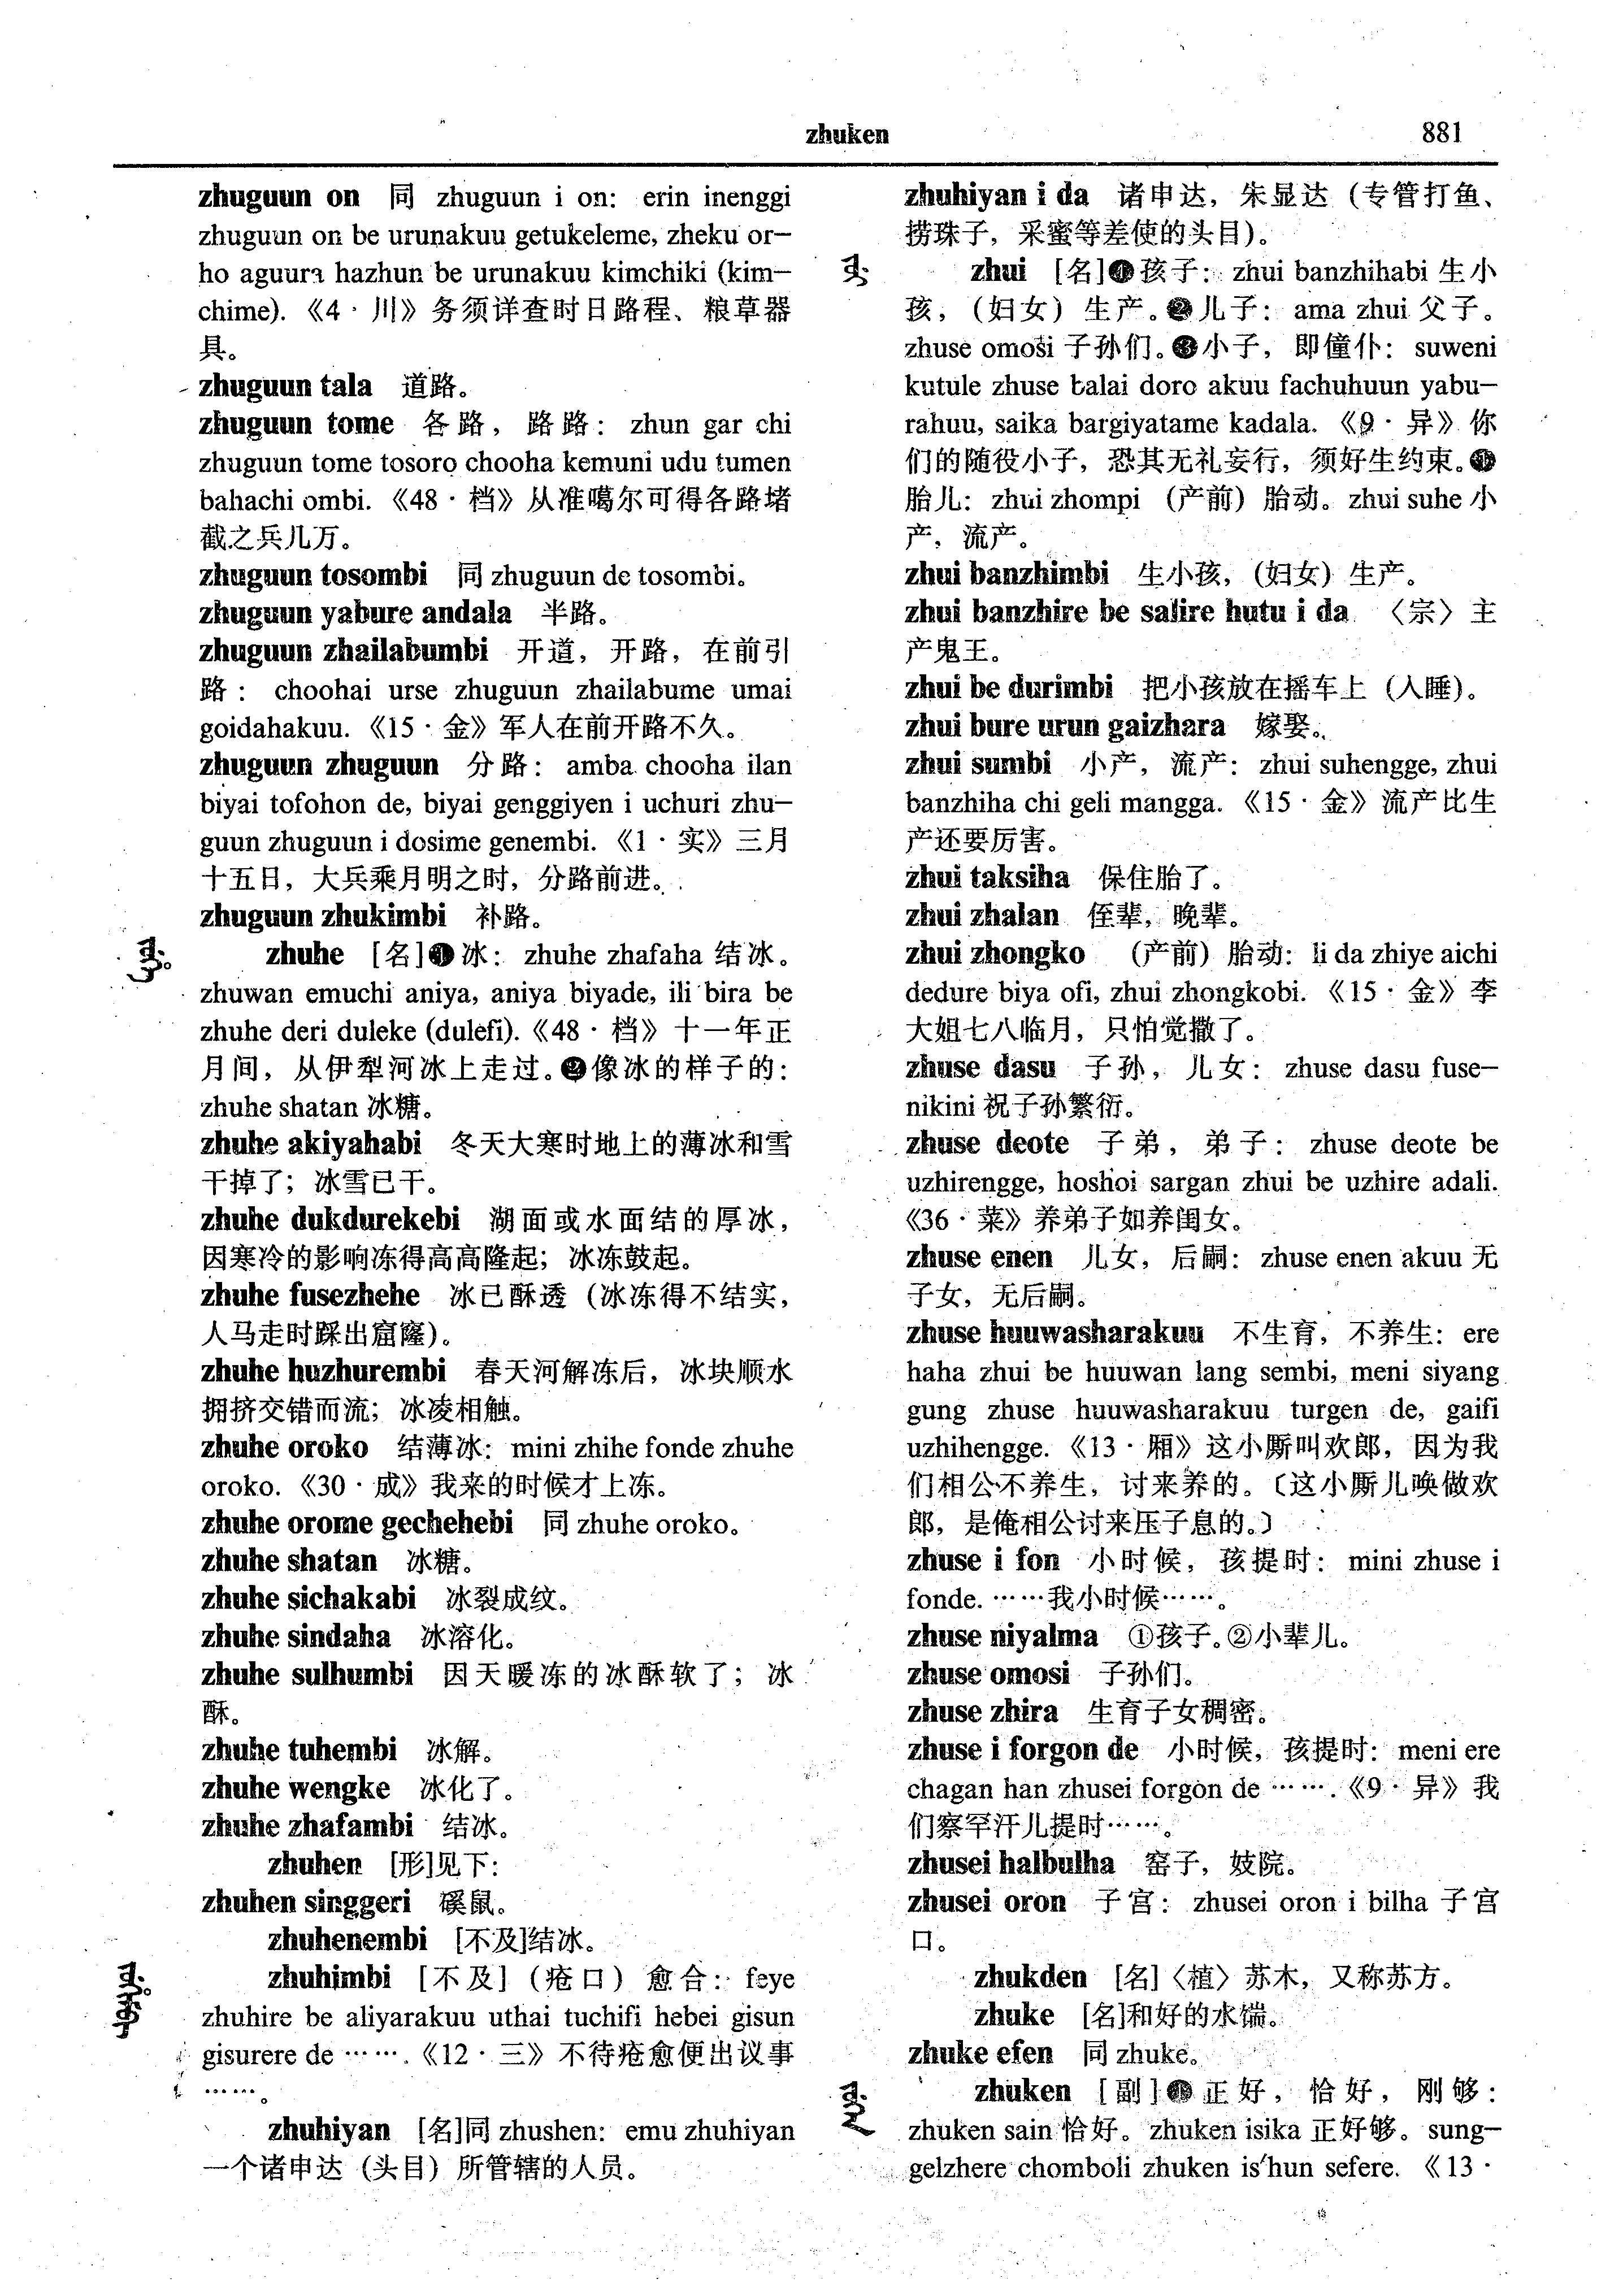 zhuken
881
zhuguun on 同 zhuguun i on: erin inenggi
zhuguun on be urunakuu getukeleme, zheku or–
ho aguura hazhun be urunakuu kimchiki (kim–
chime).《4·川》务须详查时日路程、粮草器
具。
zhuguun tala 道路。
zhuguun tome 各路，路路：zhun gar chi
zhuguun tome tosoro chooha kemuni udu tumen
bahachi ombi.《48·档》从准噶尔可得各路堵
截之兵几万。
zhuguun tosombi 同 zhuguun de tosombi。
zhuguun yabure andala 半路。
zhuguun zhailabumbi 开道，开路，在前引
路：choohai urse zhuguun zhailabume umai
goidahakuu.《15·金》军人在前开路不久。
zhuguun zhuguun 分路：amba chooha ilan
biyai tofohon de, biyai genggiyen i uchuri zhu–
guun zhuguun i dosime genembi.《1·实》三月
十五日，大兵乘月明之时，分路前进。
zhuguun zhukimbi 补路。
zhuhe [名]❶冰：zhuhe zhafaha 结冰。
zhuwan emuchi aniya, aniya biyade, ili bira be
zhuhe deri duleke (dulefi).《48·档》十一年正
月间，从伊犁河冰上走过。❷像冰的样子的：
zhuhe shatan 冰糖。
zhuhe akiyahabi 冬天大寒时地上的薄冰和雪
干掉了；冰雪已干。
zhuhe dukdurekebi 湖面或水面结的厚冰，
因寒冷的影响冻得高高隆起；冰冻鼓起。
zhuhe fusezhehe 冰已酥透（冰冻得不结实，
人马走时踩出窟窿）。
zhuhe huzhurembi 春天河解冻后，冰块顺水
拥挤交错而流；冰凌相触。
zhuhe oroko 结薄冰：mini zhihe fonde zhuhe
oroko.《30·成》我来的时候才上冻。
zhuhe orome gechehebi 同 zhuhe oroko。
zhuhe shatan 冰糖。
zhuhe sichakabi 冰裂成纹。
zhuhe sindaha 冰溶化。
zhuhe sulhumbi 因天暖冻的冰酥软了；冰
酥。
zhuhe tuhembi 冰解。
zhuhe wengke 冰化了。
zhuhe zhafambi 结冰。
zhuhen [形]见下：
zhuhen singgeri 磎鼠。
zhuhenembi [不及]结冰。
zhuhimbi [不及]（疮口）愈合：feye
zhuhire be aliyarakuu uthai tuchifi hebei gisun
gisurere de …….《12·三》不待疮愈便出议事
……。
zhuhiyan [名]同 zhushen：emu zhuhiyan
一个诸申达（头目）所管辖的人员。
zhuhiyan i da 诸申达，朱显达（专管打鱼、
捞珠子，采蜜等差使的头目）。
zhui [名]❶孩子：zhui banzhihabi 生小
孩，（妇女）生产。❷儿子：ama zhui 父子。
zhuse omosi 子孙们。❸小子，即僮仆：suweni
kutule zhuse balai doro akuu fachuhuun yabu–
rahuu, saika bargiyatame kadala.《9·异》你
们的随役小子，恐其无礼妄行，须好生约束。❹
胎儿：zhui zhompi （产前）胎动。zhui suhe 小
产，流产。
zhui banzhimbi 生小孩，（妇女）生产。
zhui banzhire be salire hutu i da 〈宗〉主
产鬼王。
zhui be durimbi 把小孩放在摇车上（入睡）。
zhui bure urun gaizhara 嫁娶。
zhui sumbi 小产，流产：zhui suhengge, zhui
banzhiha chi geli mangga.《15·金》流产比生
产还要厉害。
zhui taksiha 保住胎了。
zhui zhalan 侄辈，晚辈。
zhui zhongko （产前）胎动：li da zhiye aichi
dedure biya ofi, zhui zhongkobi.《15·金》李
大姐七八临月，只怕觉撒了。
zhuse dasu 子孙，儿女：zhuse dasu fuse–
nikini 祝子孙繁衍。
zhuse deote 子弟，弟子：zhuse deote be
uzhirengge, hoshoi sargan zhui be uzhire adali.
《36·菜》养弟子如养闺女。
zhuse enen 儿女，后嗣：zhuse enen akuu 无
子女，无后嗣。
zhuse huuwasharakuu 不生育，不养生：ere
haha zhui be huuwan lang sembi, meni siyang
gung zhuse huuwasharakuu turgen de, gaifi
uzhihengge.《13·厢》这小厮叫欢郎，因为我
们相公不养生，讨来养的。〔这小厮儿唤做欢
郎，是俺相公讨来压子息的。〕
zhuse i fon 小时候，孩提时：mini zhuse i
fonde. ……我小时候……。
zhuse niyalma ①孩子。②小辈儿。
zhuse omosi 子孙们。
zhuse zhira 生育子女稠密。
zhuse i forgon de 小时候，孩提时：meni ere
chagan han zhusei forgon de …….《9·异》我
们察罕汗儿提时……。
zhusei halbulha 窑子，妓院。
zhusei oron 子宫：zhusei oron i bilha 子宫
口。
zhukden [名]〈植〉苏木，又称苏方。
zhuke [名]和好的水𫗞。
zhuke efen 同 zhuke。
zhuken [副]❶正好，恰好，刚够：
zhuken sain 恰好。zhuken isika 正好够。sung–
gelzhere chomboli zhuken is'hun sefere.《13·